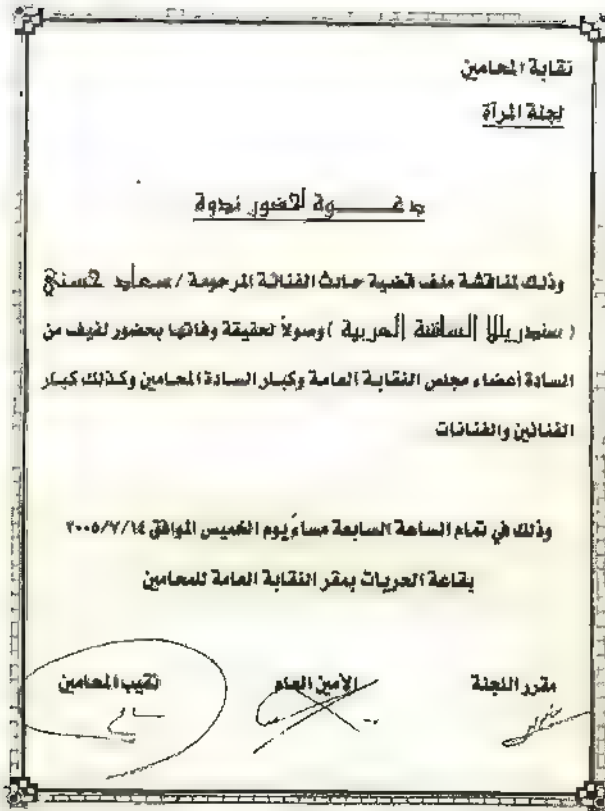 نقابة المحامين
لجنة المرأة
دعـــــوة لحضور ندوة
وذلك لمناقشة ملف قضية حادث الفنانة المرحومة / سعاد حسني
( سندريلا الشاشة العربية ) وصولاً لحقيقة وفاتها بحضور لفيف من
السادة أعضاء مجلس النقابة العامة وكبار السادة المحامين وكذلك كبار
الفنانين والفنانات
وذلك في تمام الساعة السابعة مساءً يوم الخميس الموافق ٢٠٠٥/٧/١٤
بقاعة الحريات بمقر النقابة العامة للمحامين
مقرر اللجنة الأمين العام نقيب المحامين